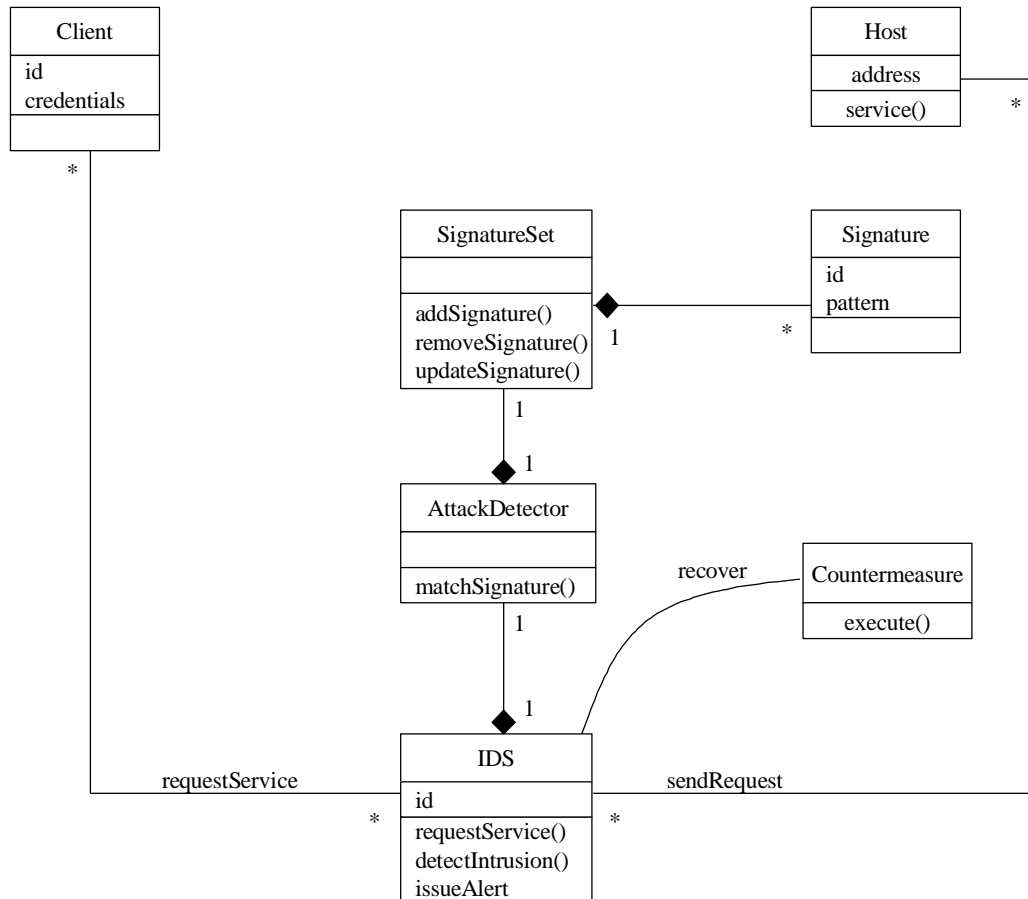 Client
id
credentials
*
Host
address
service()
*
SignatureSet
addSignature()
removeSignature()
updateSignature()
1
*
Signature
id
pattern
1
1
AttackDetector
matchSignature()
1
1
recover
Countermeasure
execute()
requestService
*
IDS
id
requestService()
detectIntrusion()
issueAlert
sendRequest
*